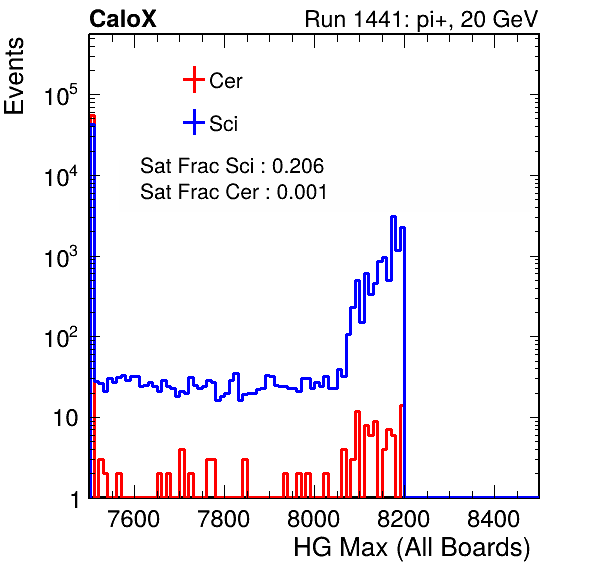 CaloX Run 1441: pi+, 20 GeV
Events
Cer
Sci
Sat Frac Sci : 0.206
Sat Frac Cer : 0.001
10^5
10^4
10^3
10^2
10
1
7600 7800 8000 8200 8400
HG Max (All Boards)